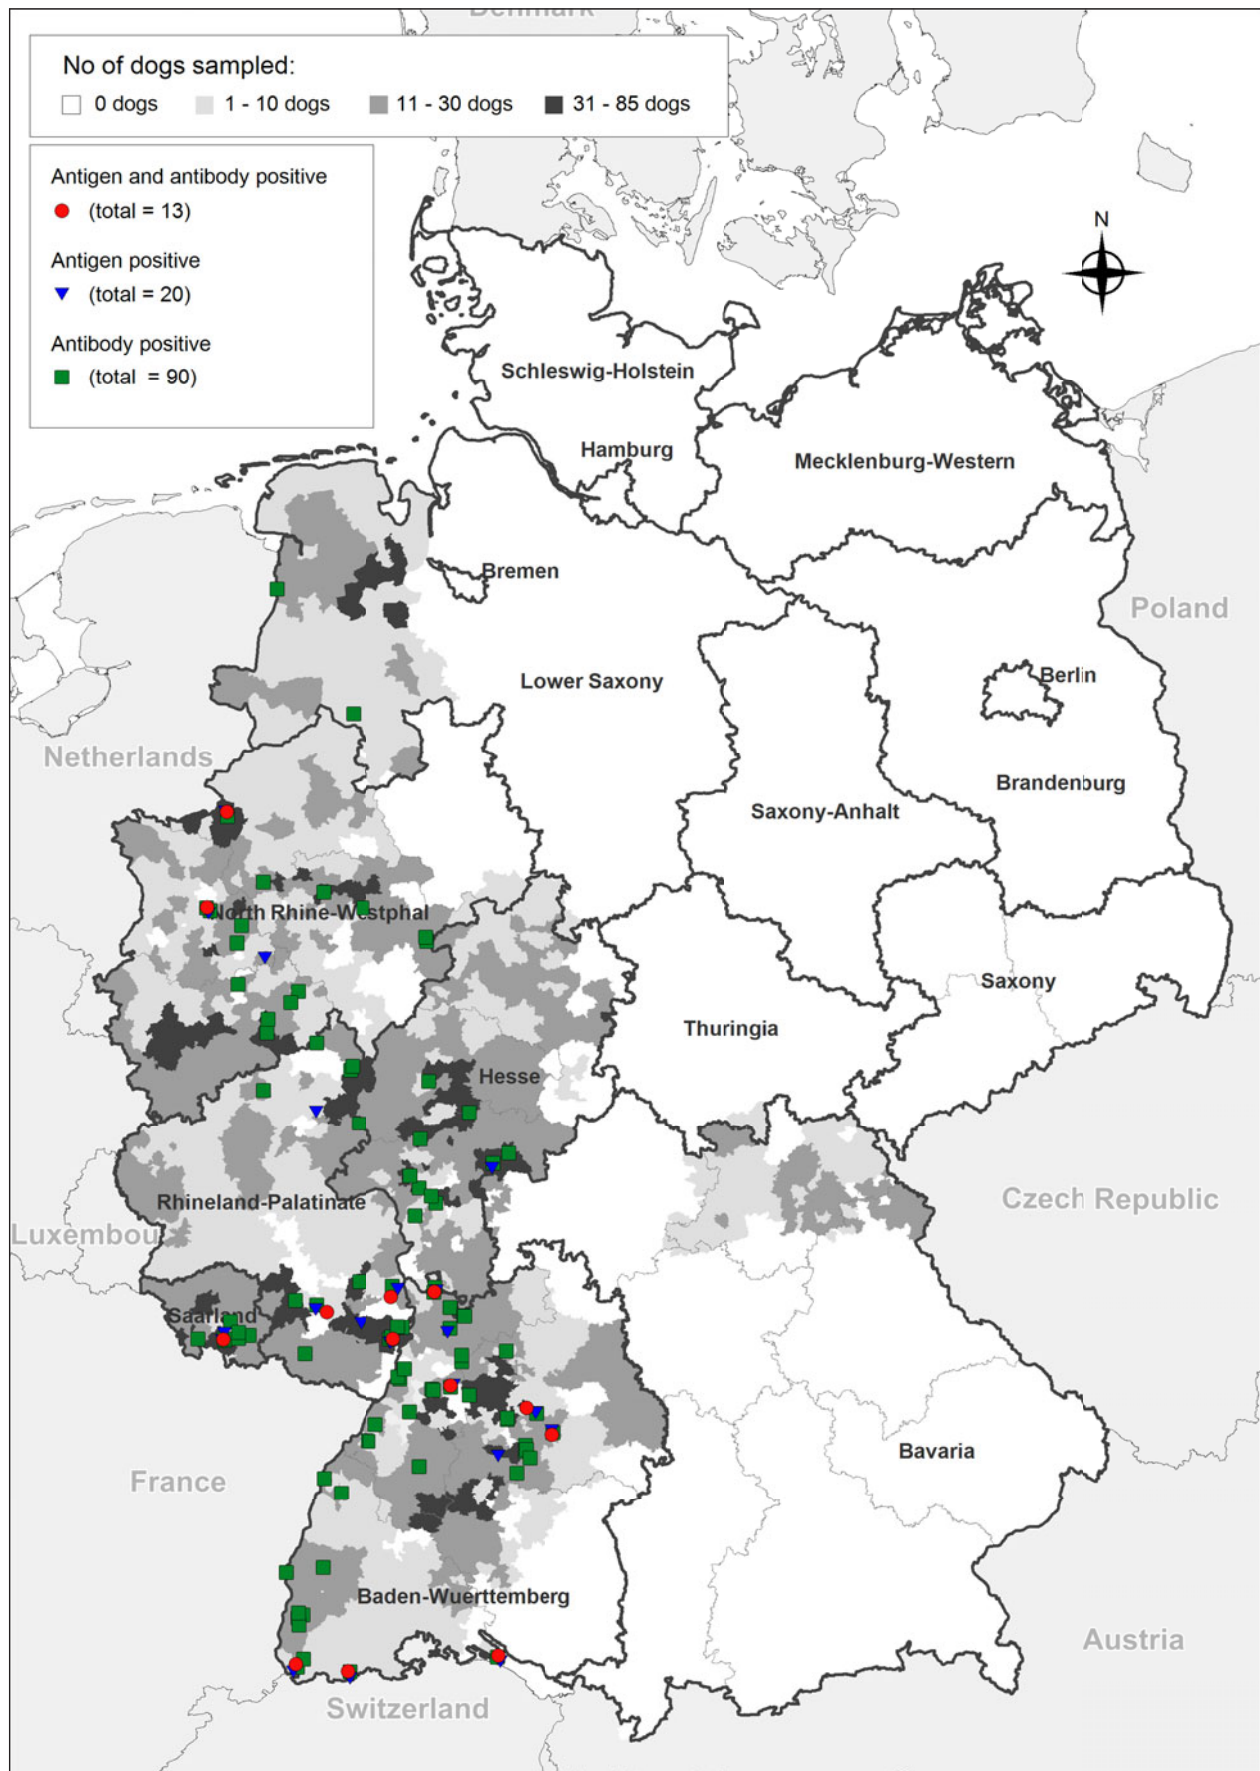 Denmark
No of dogs sampled:
0 dogs 1 - 10 dogs 11 - 30 dogs 31 - 85 dogs
Antigen and antibody positive
(total = 13)
Antigen positive
(total = 20)
Antibody positive
(total = 90)
N
Schleswig-Holstein
Hamburg
Mecklenburg-Western
Bremen
Poland
Lower Saxony
Berlin
Netherlands
Brandenburg
Saxony-Anhalt
North Rhine-Westphal
Saxony
Thuringia
Hesse
Rhineland-Palatinate
Czech Republic
Luxembou
Saarland
Bavaria
France
Baden-Wuerttemberg
Austria
Switzerland